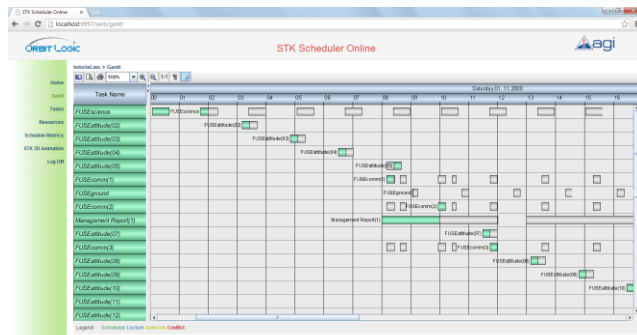 STK Scheduler Online
localhost:9997/web/gantt
ORBIT LOGIC
STK Scheduler Online
agi
tutorial.ssc > Gantt
100%
1:1
Home
Gantt
Tasks
Resources
Schedule Metrics
STK 3D Animation
Log Off
Task Name
Saturday 01. 11,2008
00 01 02 03 04 05 06 07 08 09 10 11 12 13 14 15 16
FUSEscience
FUSEscience
FUSEattitude(02)
FUSEattitude(02)
FUSEattitude(03)
FUSEattitude(03)
FUSEattitude(04)
FUSEattitude(04)
FUSEattitude(05)
FUSEattitude(05)
FUSEcomm(1)
FUSEcomm(1)
FUSEground
FUSEground
FUSEcomm(2)
FUSEcomm(2)
Management Report(1)
Management Report(1)
FUSEattitude(07)
FUSEattitude(07)
FUSEcomm(3)
FUSEcomm(3)
FUSEattitude(08)
FUSEattitude(08)
FUSEattitude(09)
FUSEattitude(09)
FUSEattitude(10)
FUSEattitude(10)
FUSEattitude(11)
FUSEattitude(12)
Legend: Scheduled Locked Deferred Conflict